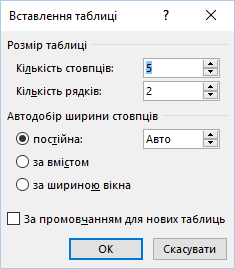 Вставлення таблиці ? ×
Розмір таблиці
Кількість стовпців: 5
Кількість рядків: 2
Автодобір ширини стовпців
постійна: Авто
за вмістом
за шириною вікна
За промовчанням для нових таблиць
ОК Скасувати